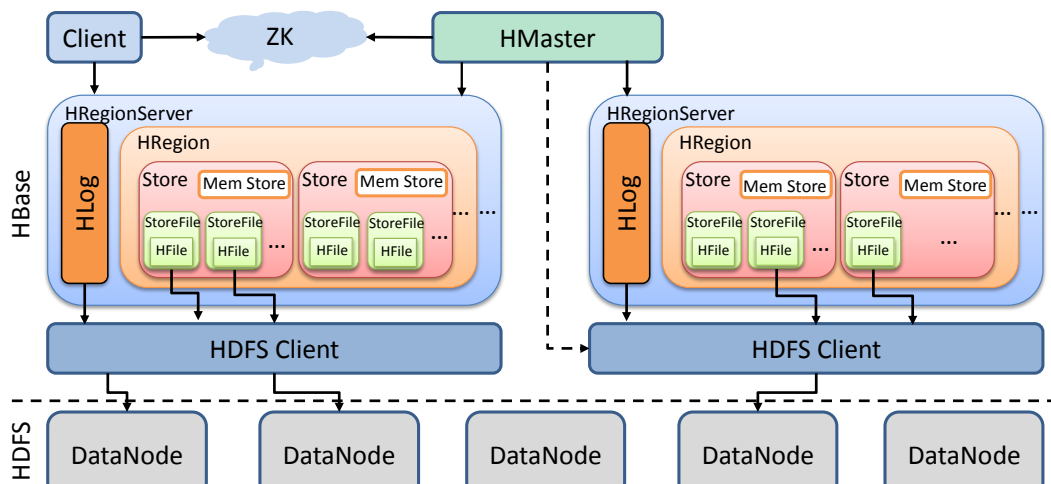 Client
ZK
HMaster
HBase
HRegionServer
HLog
HRegion
Store
Mem Store
StoreFile
HFile
StoreFile
HFile
...
Store
Mem Store
StoreFile
HFile
StoreFile
HFile
...
...
...
HRegionServer
HLog
HRegion
Store
Mem Store
StoreFile
HFile
StoreFile
HFile
...
Store
Mem Store
StoreFile
HFile
...
...
...
HDFS Client
HDFS Client
HDFS
DataNode
DataNode
DataNode
DataNode
DataNode